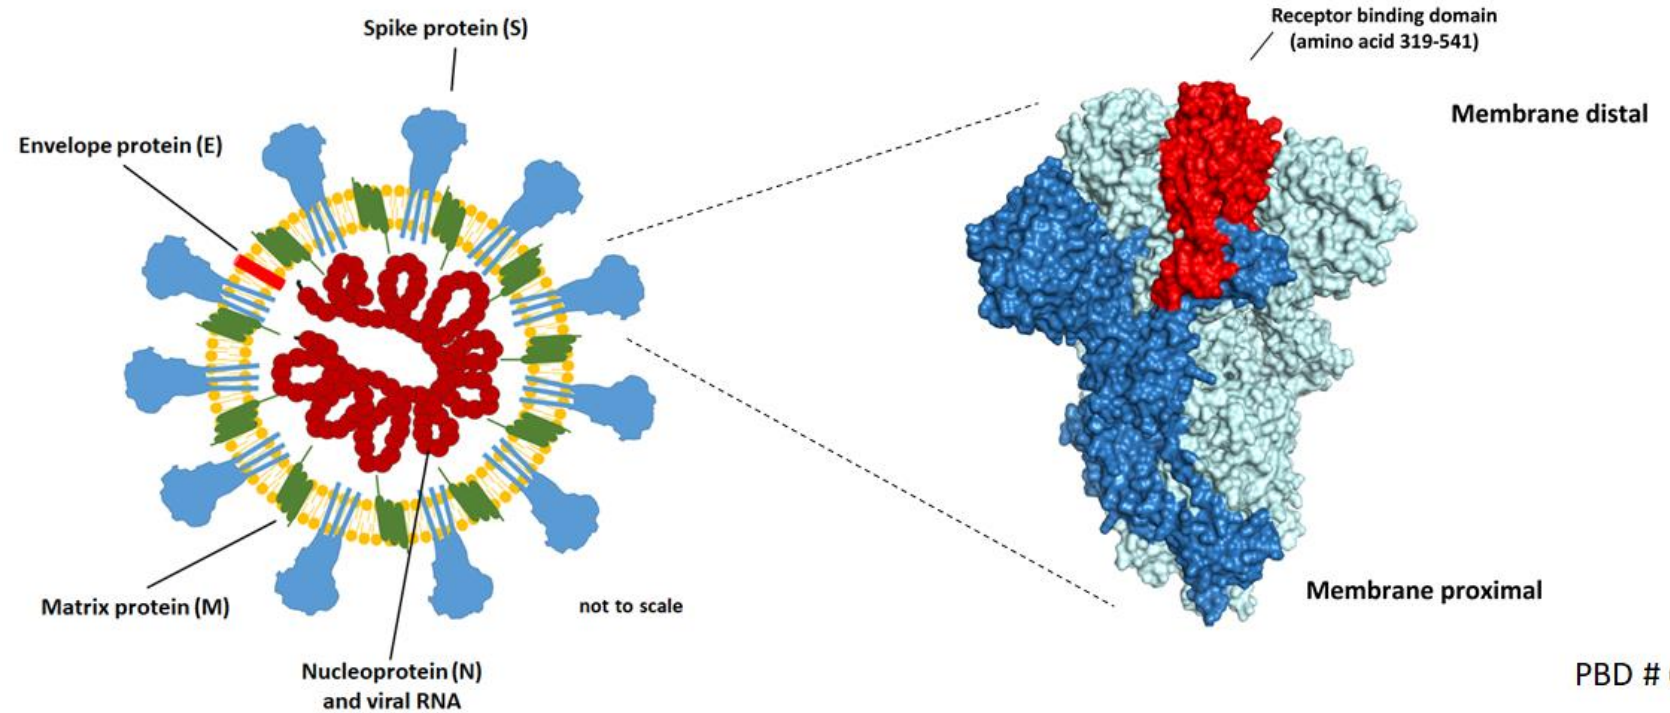 Spike protein (S)
Envelope protein (E)
Matrix protein (M)
Nucleoprotein (N)
and viral RNA
not to scale
Receptor binding domain
(amino acid 319-541)
Membrane distal
Membrane proximal
PBD #